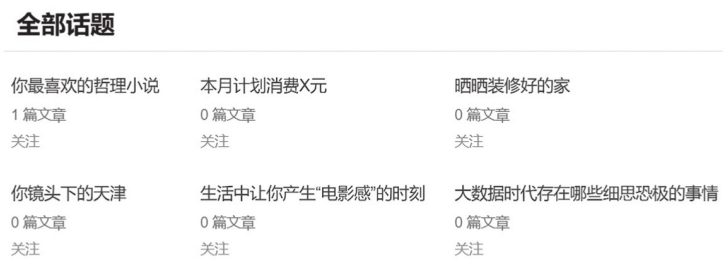 全部话题
你最喜欢的哲理小说
1 篇文章
关注
本月计划消费X元
0 篇文章
关注
晒晒装修好的家
0 篇文章
关注
你镜头下的天津
0 篇文章
关注
生活中让你产生“电影感”的时刻
0 篇文章
关注
大数据时代存在哪些细思恐极的事情
0 篇文章
关注